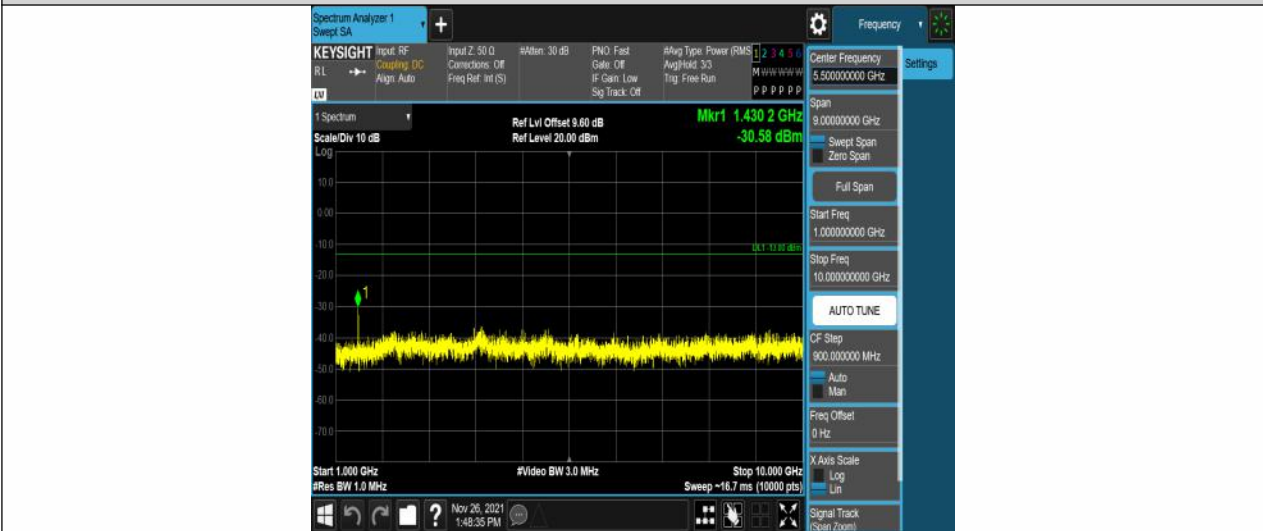 Spectrum Analyzer 1
Swept SA
Frequency
KEYSIGHT
RL
LV
Input: RF
Coupling: DC
Align: Auto
Input Z: 50 Ω
Corrections: Off
Freq Ref: Int (S)
#Atten: 30 dB
PNO: Fast
Gate: Off
IF Gain: Low
Sig Track: Off
#Avg Type: Power (RMS
Avg|Hold: 3/3
Trig: Free Run
1 2 3 4 5 6
M W W W W W
P P P P P P
1 Spectrum
Scale/Div 10 dB
Log
Ref Lvl Offset 9.60 dB
Ref Level 20.00 dBm
Mkr1 1.430 2 GHz
-30.58 dBm
10.0
0.00
-10.0
-20.0
-30.0
-40.0
-50.0
-60.0
-70.0
DL1 -13.00 dBm
1
Start 1.000 GHz
#Res BW 1.0 MHz
#Video BW 3.0 MHz
Stop 10.000 GHz
Sweep ~16.7 ms (10000 pts)
Nov 26, 2021
1:48:35 PM
Settings
Center Frequency
5.500000000 GHz
Span
9.00000000 GHz
Swept Span
Zero Span
Full Span
Start Freq
1.000000000 GHz
Stop Freq
10.000000000 GHz
AUTO TUNE
CF Step
900.000000 MHz
Auto
Man
Freq Offset
0 Hz
X Axis Scale
Log
Lin
Signal Track
(Span Zoom)